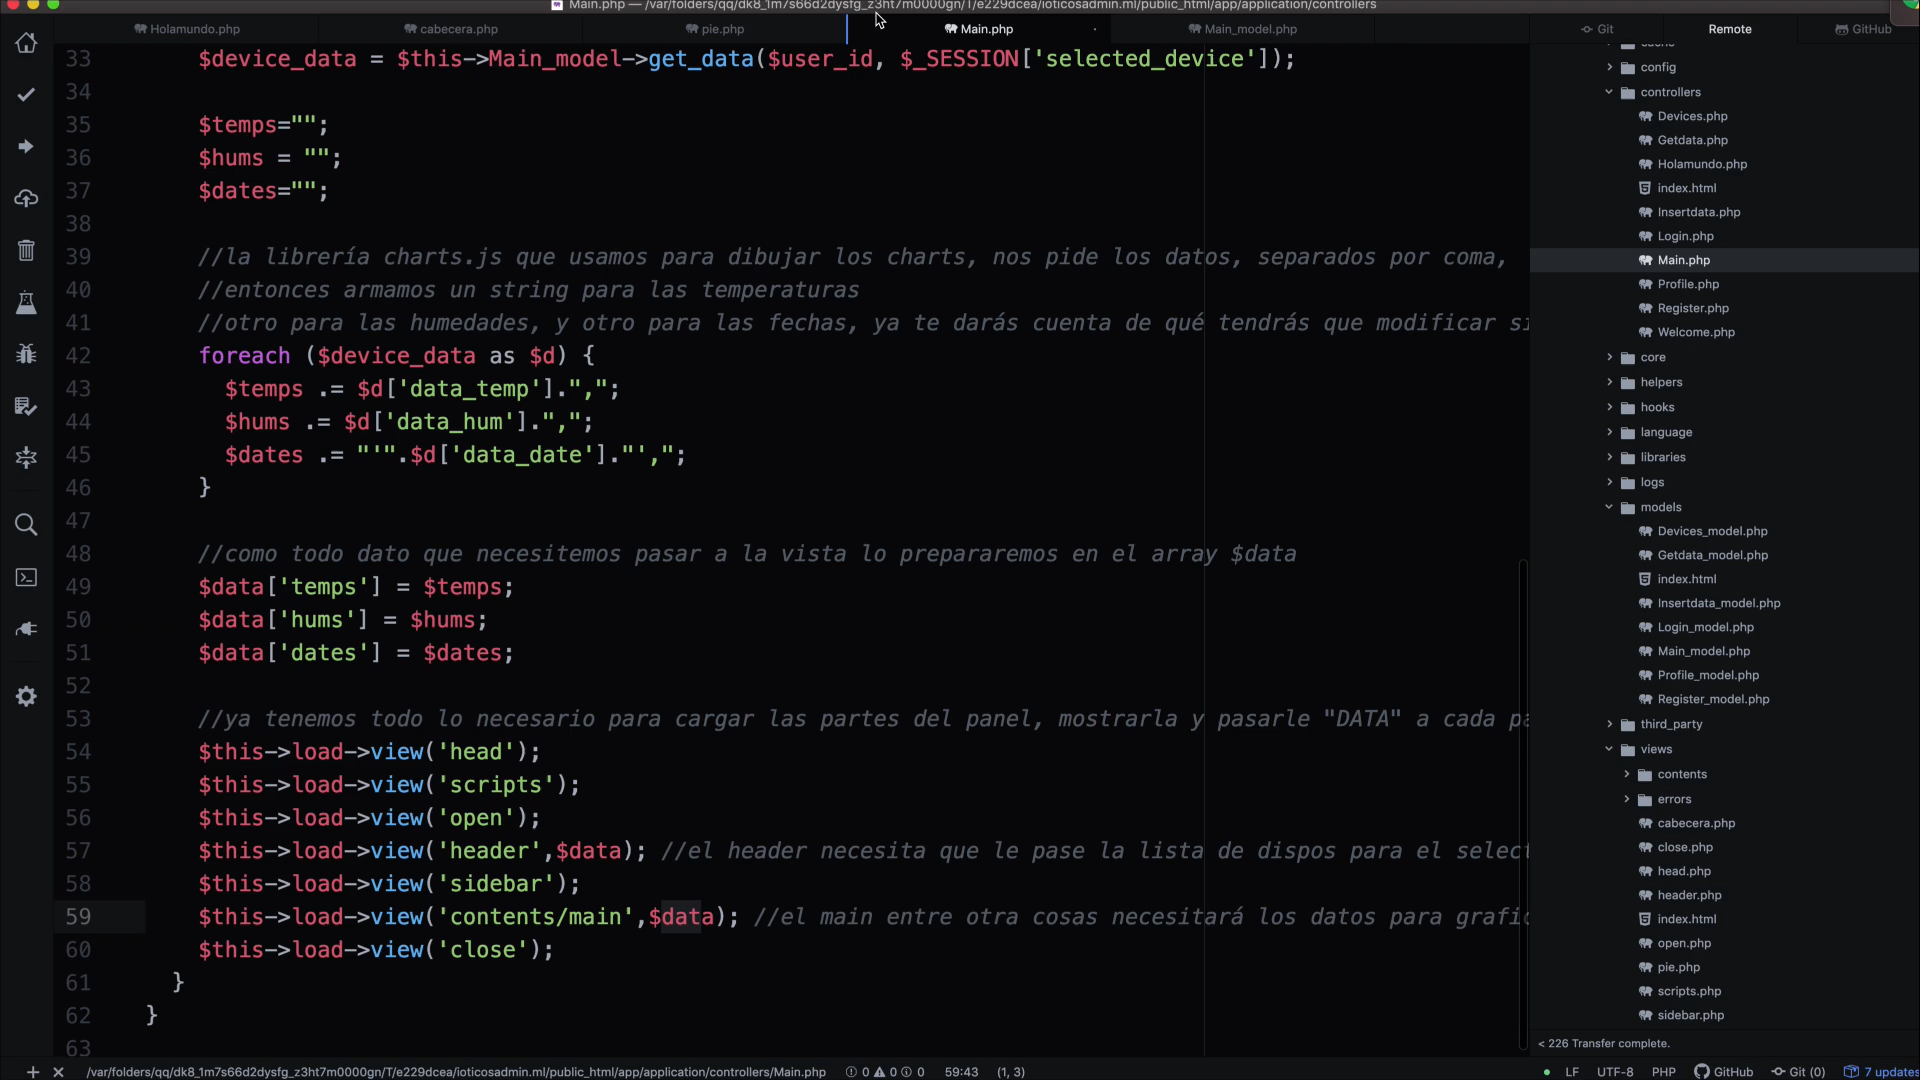 Main.php — /var/folders/qq/dk8_1m7s66d2dysfg_z3ht7m0000gn/T/e229dcea/ioticosadmin.ml/public_html/app/application/controllers
Holamundo.php
cabecera.php
pie.php
Main.php
Main_model.php
Git
Remote
GitHub
33 $device_data = $this->Main_model->get_data($user_id, $_SESSION['selected_device']);
34
35 $temps="";
36 $hums = "";
37 $dates="";
38
39 //la librería charts.js que usamos para dibujar los charts, nos pide los datos, separados por coma,
40 //entonces armamos un string para las temperaturas
41 //otro para las humedades, y otro para las fechas, ya te darás cuenta de qué tendrás que modificar si
42 foreach ($device_data as $d) {
43 $temps .= $d['data_temp'].",";
44 $hums .= $d['data_hum'].",";
45 $dates .= "'".$d['data_date']."',";
46 }
47
48 //como todo dato que necesitemos pasar a la vista lo prepararemos en el array $data
49 $data['temps'] = $temps;
50 $data['hums'] = $hums;
51 $data['dates'] = $dates;
52
53 //ya tenemos todo lo necesario para cargar las partes del panel, mostrarla y pasarle "DATA" a cada pa
54 $this->load->view('head');
55 $this->load->view('scripts');
56 $this->load->view('open');
57 $this->load->view('header',$data); //el header necesita que le pase la lista de dispos para el select
58 $this->load->view('sidebar');
59 $this->load->view('contents/main',$data); //el main entre otra cosas necesitará los datos para grafic
60 $this->load->view('close');
61 }
62 }
63
cache
config
controllers
Devices.php
Getdata.php
Holamundo.php
index.html
Insertdata.php
Login.php
Main.php
Profile.php
Register.php
Welcome.php
core
helpers
hooks
language
libraries
logs
models
Devices_model.php
Getdata_model.php
index.html
Insertdata_model.php
Login_model.php
Main_model.php
Profile_model.php
Register_model.php
third_party
views
contents
errors
cabecera.php
close.php
head.php
header.php
index.html
open.php
pie.php
scripts.php
sidebar.php
< 226 Transfer complete.
/var/folders/qq/dk8_1m7s66d2dysfg_z3ht7m0000gn/T/e229dcea/ioticosadmin.ml/public_html/app/application/controllers/Main.php 0 0 0 59:43 (1, 3)
LF UTF-8 PHP GitHub Git (0) 7 updates